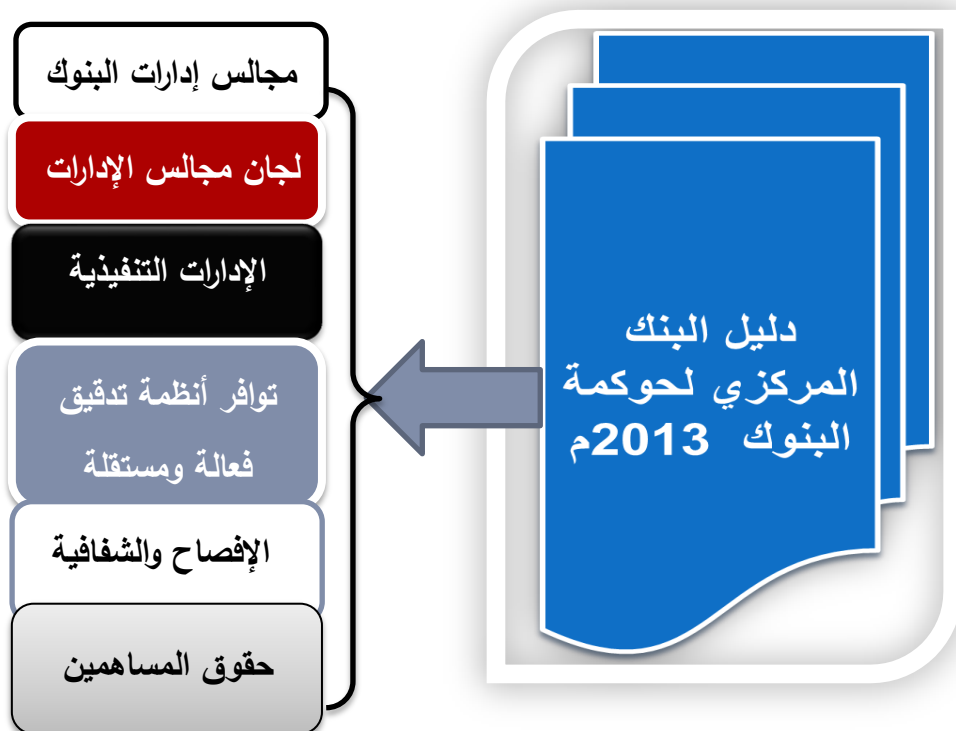 دليل البنك
المركزي لحوكمة
البنوك 2013م
مجالس إدارات البنوك
لجان مجالس الإدارات
الإدارات التنفيذية
توافر أنظمة تدقيق
فعالة ومستقلة
الإفصاح والشفافية
حقوق المساهمين